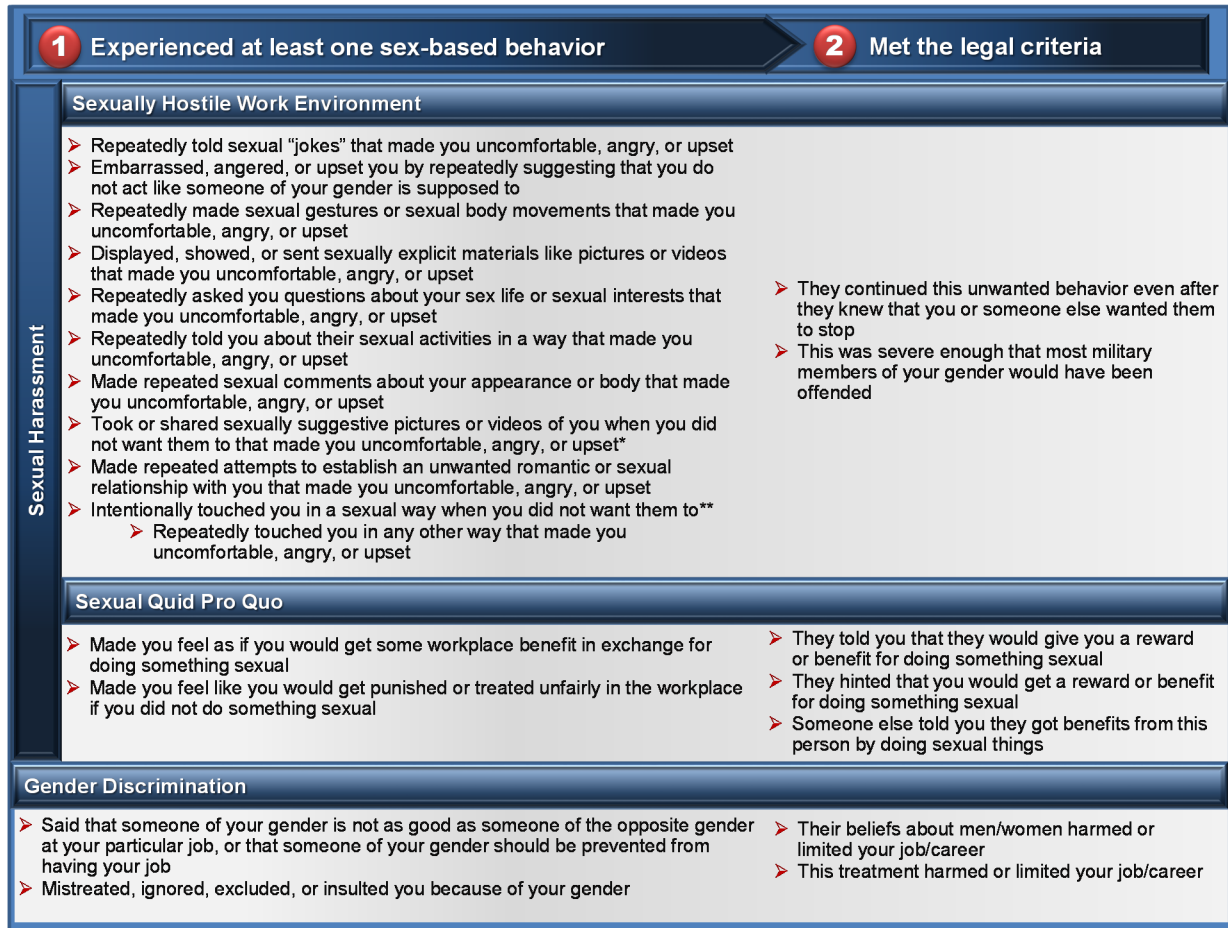 1 Experienced at least one sex-based behavior
2 Met the legal criteria
Sexual Harassment
Sexually Hostile Work Environment
➢ Repeatedly told sexual “jokes” that made you uncomfortable, angry, or upset
➢ Embarrassed, angered, or upset you by repeatedly suggesting that you do
not act like someone of your gender is supposed to
➢ Repeatedly made sexual gestures or sexual body movements that made you
uncomfortable, angry, or upset
➢ Displayed, showed, or sent sexually explicit materials like pictures or videos
that made you uncomfortable, angry, or upset
➢ Repeatedly asked you questions about your sex life or sexual interests that
made you uncomfortable, angry, or upset
➢ Repeatedly told you about their sexual activities in a way that made you
uncomfortable, angry, or upset
➢ Made repeated sexual comments about your appearance or body that made
you uncomfortable, angry, or upset
➢ Took or shared sexually suggestive pictures or videos of you when you did
not want them to that made you uncomfortable, angry, or upset*
➢ Made repeated attempts to establish an unwanted romantic or sexual
relationship with you that made you uncomfortable, angry, or upset
➢ Intentionally touched you in a sexual way when you did not want them to**
➢ Repeatedly touched you in any other way that made you
uncomfortable, angry, or upset
➢ They continued this unwanted behavior even after
they knew that you or someone else wanted them
to stop
➢ This was severe enough that most military
members of your gender would have been
offended
Sexual Quid Pro Quo
➢ Made you feel as if you would get some workplace benefit in exchange for
doing something sexual
➢ Made you feel like you would get punished or treated unfairly in the workplace
if you did not do something sexual
➢ They told you that they would give you a reward
or benefit for doing something sexual
➢ They hinted that you would get a reward or benefit
for doing something sexual
➢ Someone else told you they got benefits from this
person by doing sexual things
Gender Discrimination
➢ Said that someone of your gender is not as good as someone of the opposite gender
at your particular job, or that someone of your gender should be prevented from
having your job
➢ Mistreated, ignored, excluded, or insulted you because of your gender
➢ Their beliefs about men/women harmed or
limited your job/career
➢ This treatment harmed or limited your job/career